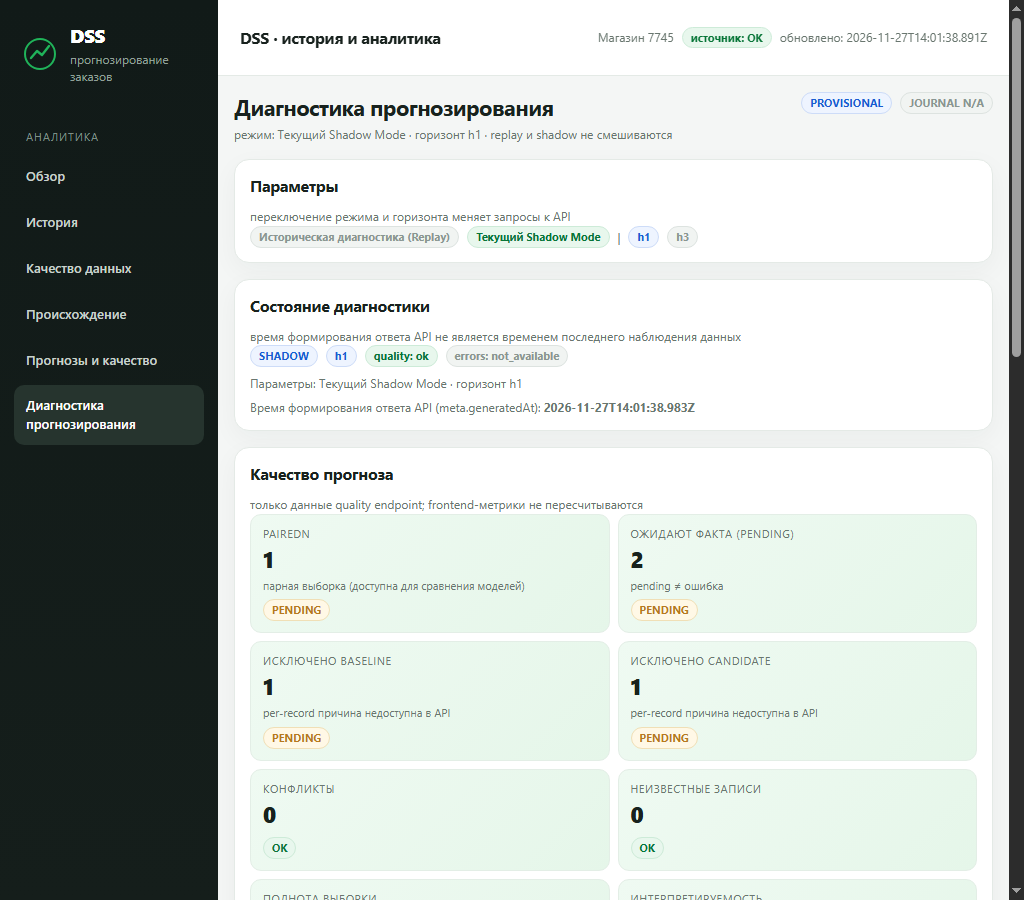 DSS
прогнозирование
заказов
АНАЛИТИКА
Обзор
История
Качество данных
Происхождение
Прогнозы и качество
Диагностика
прогнозирования
DSS · история и аналитика
Магазин 7745
источник: OK
обновлено: 2026-11-27T14:01:38.891Z
Диагностика прогнозирования
PROVISIONAL
JOURNAL N/A
режим: Текущий Shadow Mode · горизонт h1 · replay и shadow не смешиваются
Параметры
переключение режима и горизонта меняет запросы к API
Историческая диагностика (Replay)
Текущий Shadow Mode
|
h1
h3
Состояние диагностики
время формирования ответа API не является временем последнего наблюдения данных
SHADOW
h1
quality: ok
errors: not_available
Параметры: Текущий Shadow Mode · горизонт h1
Время формирования ответа API (meta.generatedAt): 2026-11-27T14:01:38.983Z
Качество прогноза
только данные quality endpoint; frontend-метрики не пересчитываются
PAIREDN
1
парная выборка (доступна для сравнения моделей)
PENDING
ОЖИДАЮТ ФАКТА (PENDING)
2
pending ≠ ошибка
PENDING
ИСКЛЮЧЕНО BASELINE
1
per-record причина недоступна в API
PENDING
ИСКЛЮЧЕНО CANDIDATE
1
per-record причина недоступна в API
PENDING
КОНФЛИКТЫ
0
OK
НЕИЗВЕСТНЫЕ ЗАПИСИ
0
OK
ПОЛНОТА ВЫБОРКИ
ИНТЕРПРЕТИРУЕМОСТЬ